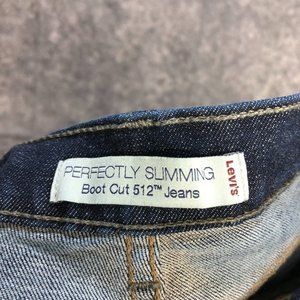 PERFECTLY SLIMMING
Boot Cut 512™ Jeans
Levi's